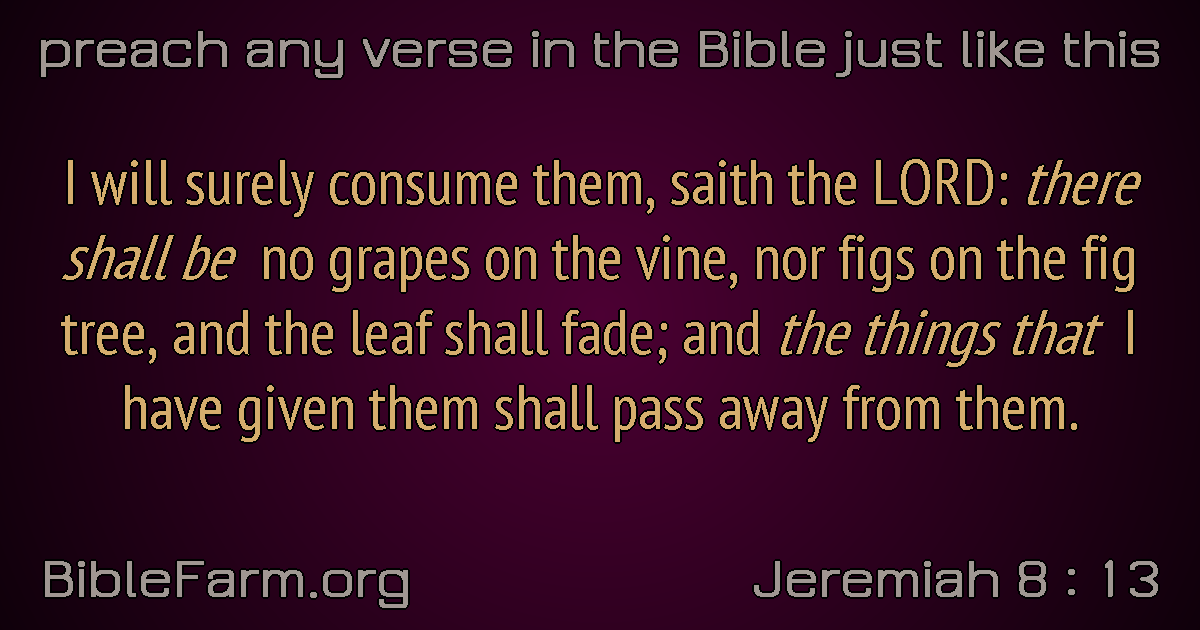 preach any verse in the Bible just like this
I will surely consume them, saith the LORD: there
shall be no grapes on the vine, nor figs on the fig
tree, and the leaf shall fade; and the things that I
have given them shall pass away from them.
BibleFarm.org
Jeremiah 8 : 13